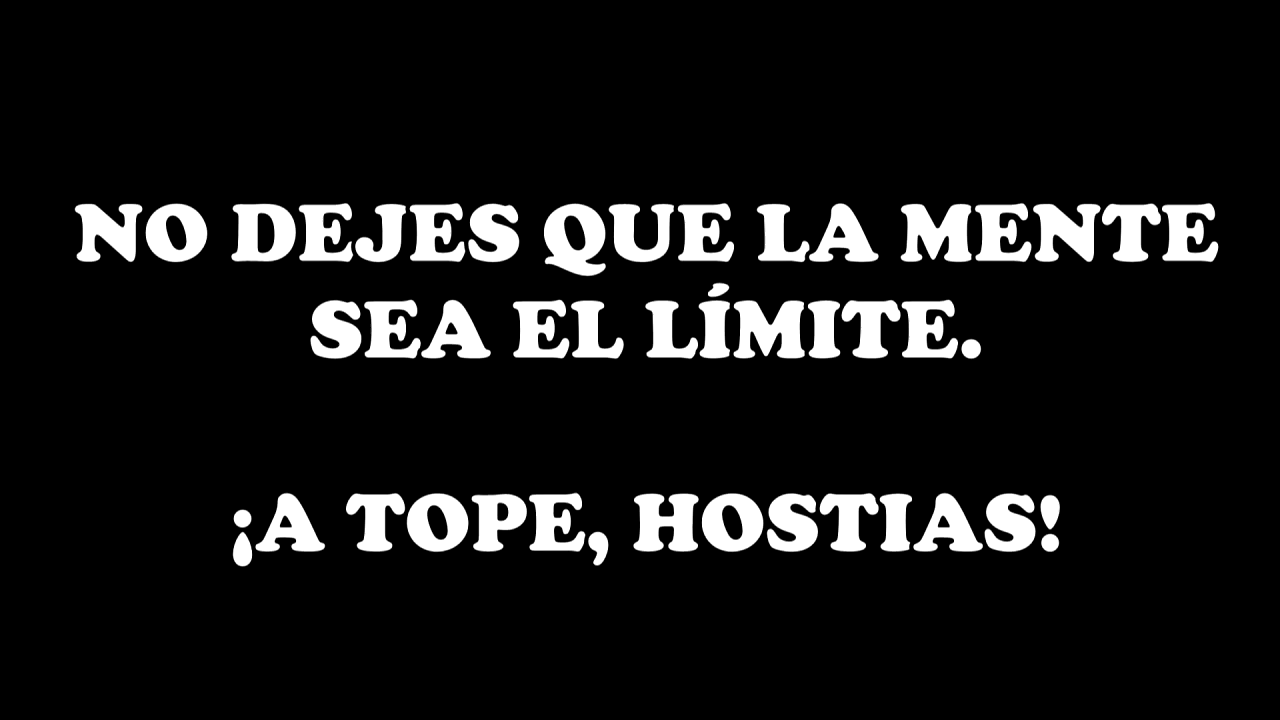 NO DEJES QUE LA MENTE
SEA EL LÍMITE.
¡A TOPE, HOSTIAS!